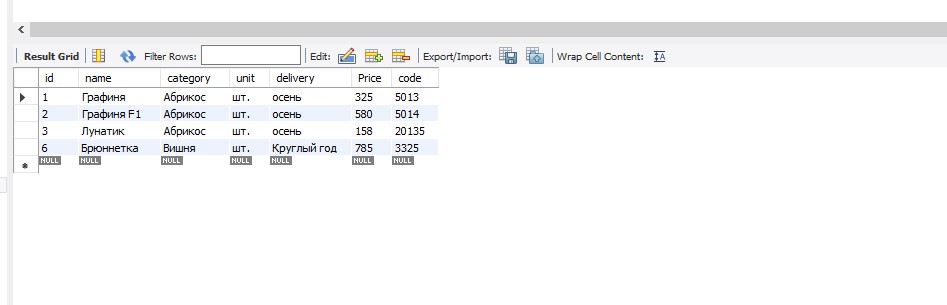 Result Grid Filter Rows: Edit: Export/Import: Wrap Cell Content:
id name category unit delivery Price code
1 Графиня Абрикос шт. осень 325 5013
2 Графиня F1 Абрикос шт. осень 580 5014
3 Лунатик Абрикос шт. осень 158 20135
6 Брюннетка Вишня шт. Круглый год 785 3325
NULL NULL NULL NULL NULL NULL NULL